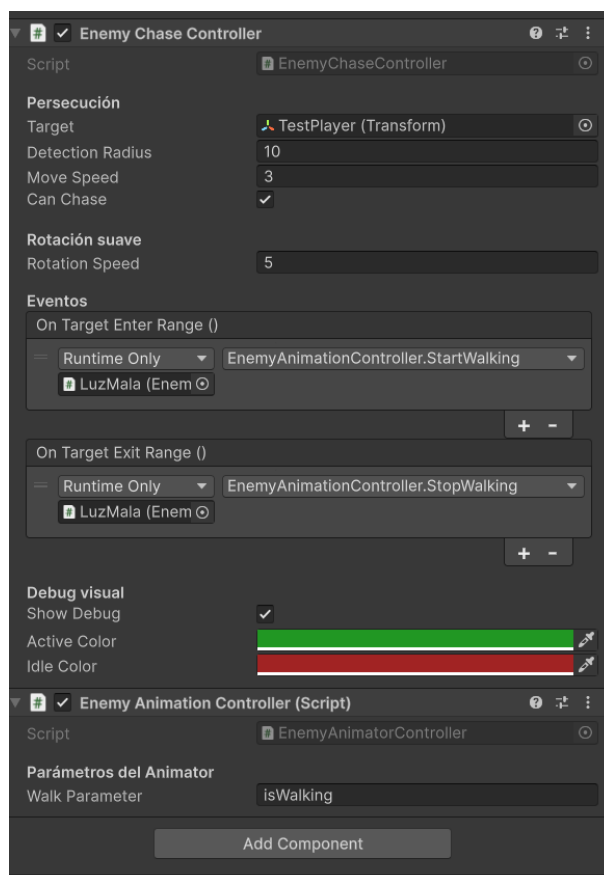 Enemy Chase Controller
Script EnemyChaseController
Persecución
Target TestPlayer (Transform)
Detection Radius 10
Move Speed 3
Can Chase
Rotación suave
Rotation Speed 5
Eventos
On Target Enter Range ()
Runtime Only EnemyAnimationController.StartWalking
LuzMala (Enem
+ -
On Target Exit Range ()
Runtime Only EnemyAnimationController.StopWalking
LuzMala (Enem
+ -
Debug visual
Show Debug
Active Color
Idle Color
Enemy Animation Controller (Script)
Script EnemyAnimatorController
Parámetros del Animator
Walk Parameter isWalking
Add Component